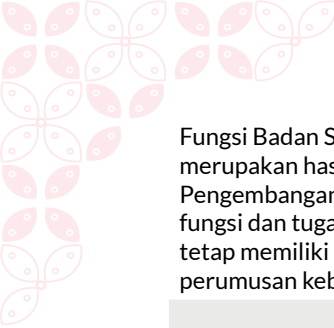 Fungsi Badan
merupakan
Pengembangan
fungsi dan
tetap memiliki
perumusan